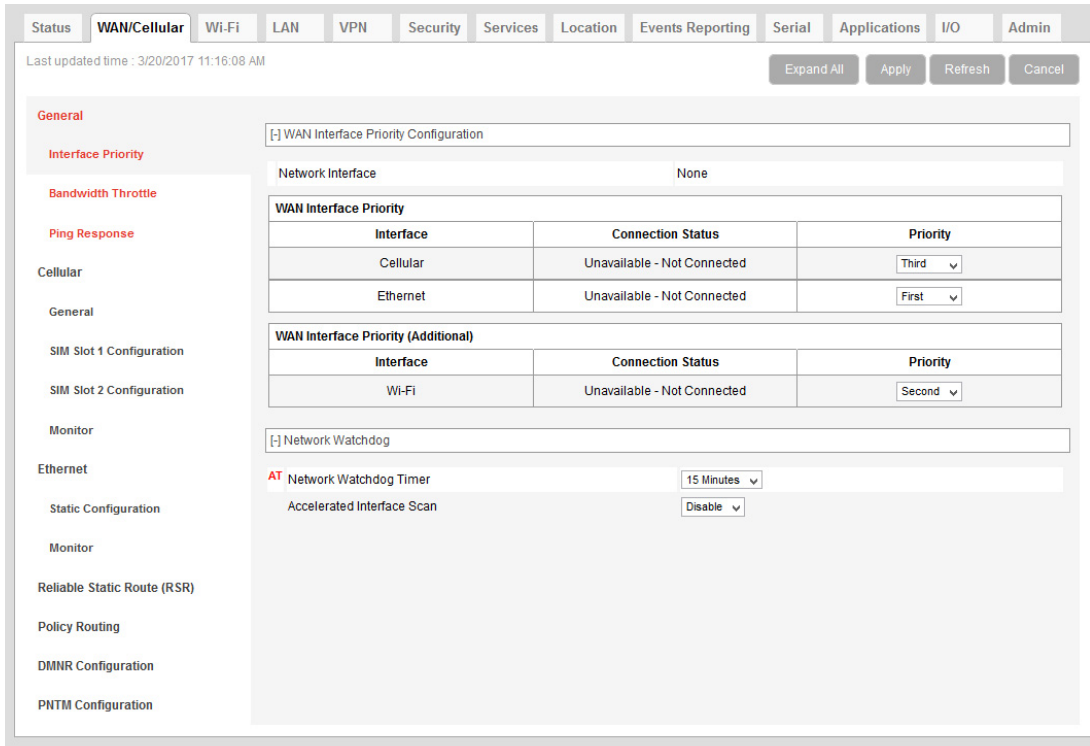 Status WAN/Cellular Wi-Fi LAN VPN Security Services Location Events Reporting Serial Applications I/O Admin
Last updated time : 3/20/2017 11:16:08 AM
Expand All Apply Refresh Cancel
General
Interface Priority
Bandwidth Throttle
Ping Response
Cellular
General
SIM Slot 1 Configuration
SIM Slot 2 Configuration
Monitor
Ethernet
Static Configuration
Monitor
Reliable Static Route (RSR)
Policy Routing
DMNR Configuration
PNTM Configuration
[-] WAN Interface Priority Configuration
Network Interface None
WAN Interface Priority
Interface Connection Status Priority
Cellular Unavailable - Not Connected Third
Ethernet Unavailable - Not Connected First
WAN Interface Priority (Additional)
Interface Connection Status Priority
Wi-Fi Unavailable - Not Connected Second
[-] Network Watchdog
AT Network Watchdog Timer 15 Minutes
Accelerated Interface Scan Disable